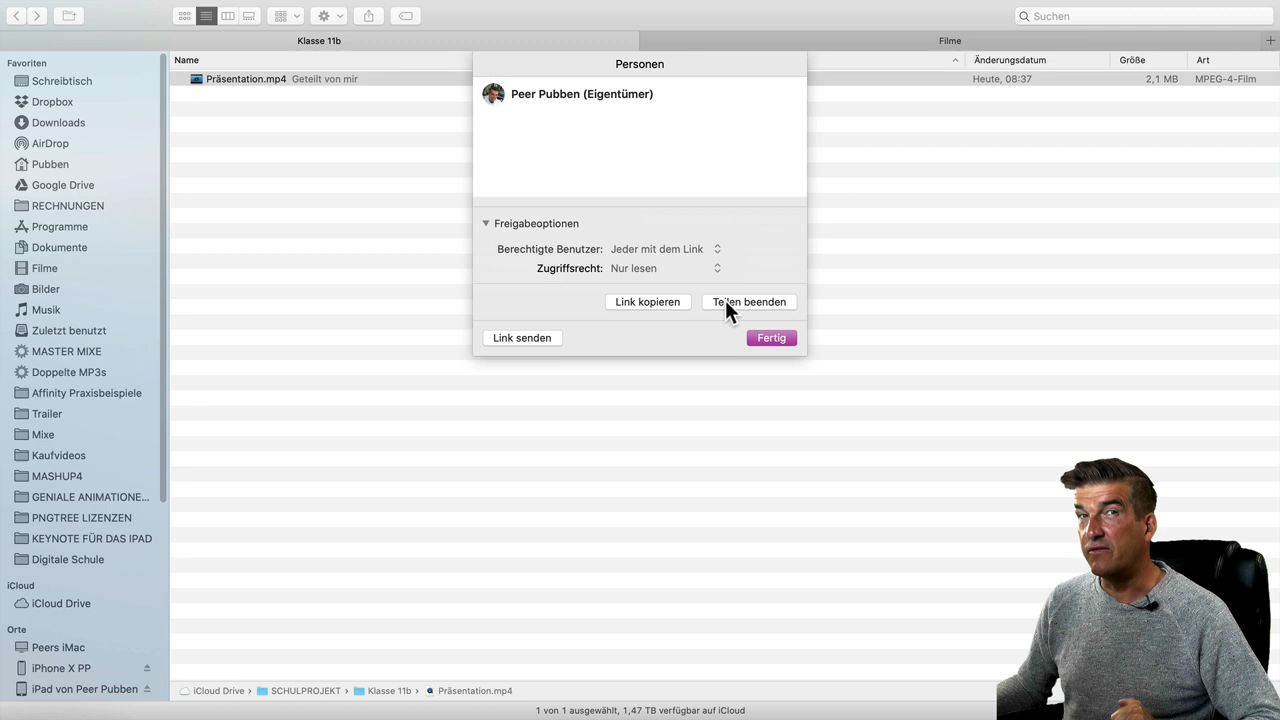 Suchen
Klasse 11b
Filme
Favoriten
Schreibtisch
Dropbox
Downloads
AirDrop
Pubben
Google Drive
RECHNUNGEN
Programme
Dokumente
Filme
Bilder
Musik
Zuletzt benutzt
MASTER MIXE
Doppelte MP3s
Affinity Praxisbeispiele
Trailer
Mixe
Kaufvideos
MASHUP4
GENIALE ANIMATIONE...
PNGTREE LIZENZEN
KEYNOTE FÜR DAS IPAD
Digitale Schule
iCloud
iCloud Drive
Orte
Peers iMac
iPhone X PP
iPad von Peer Pubben
Name
Änderungsdatum
Größe
Art
Präsentation.mp4 Geteilt von mir
Heute, 08:37
2,1 MB
MPEG-4-Film
Personen
Peer Pubben (Eigentümer)
Freigabeoptionen
Berechtigte Benutzer: Jeder mit dem Link
Zugriffsrecht: Nur lesen
Link kopieren
Teilen beenden
Link senden
Fertig
iCloud Drive › SCHULPROJEKT › Klasse 11b › Präsentation.mp4
1 von 1 ausgewählt, 1,47 TB verfügbar auf iCloud